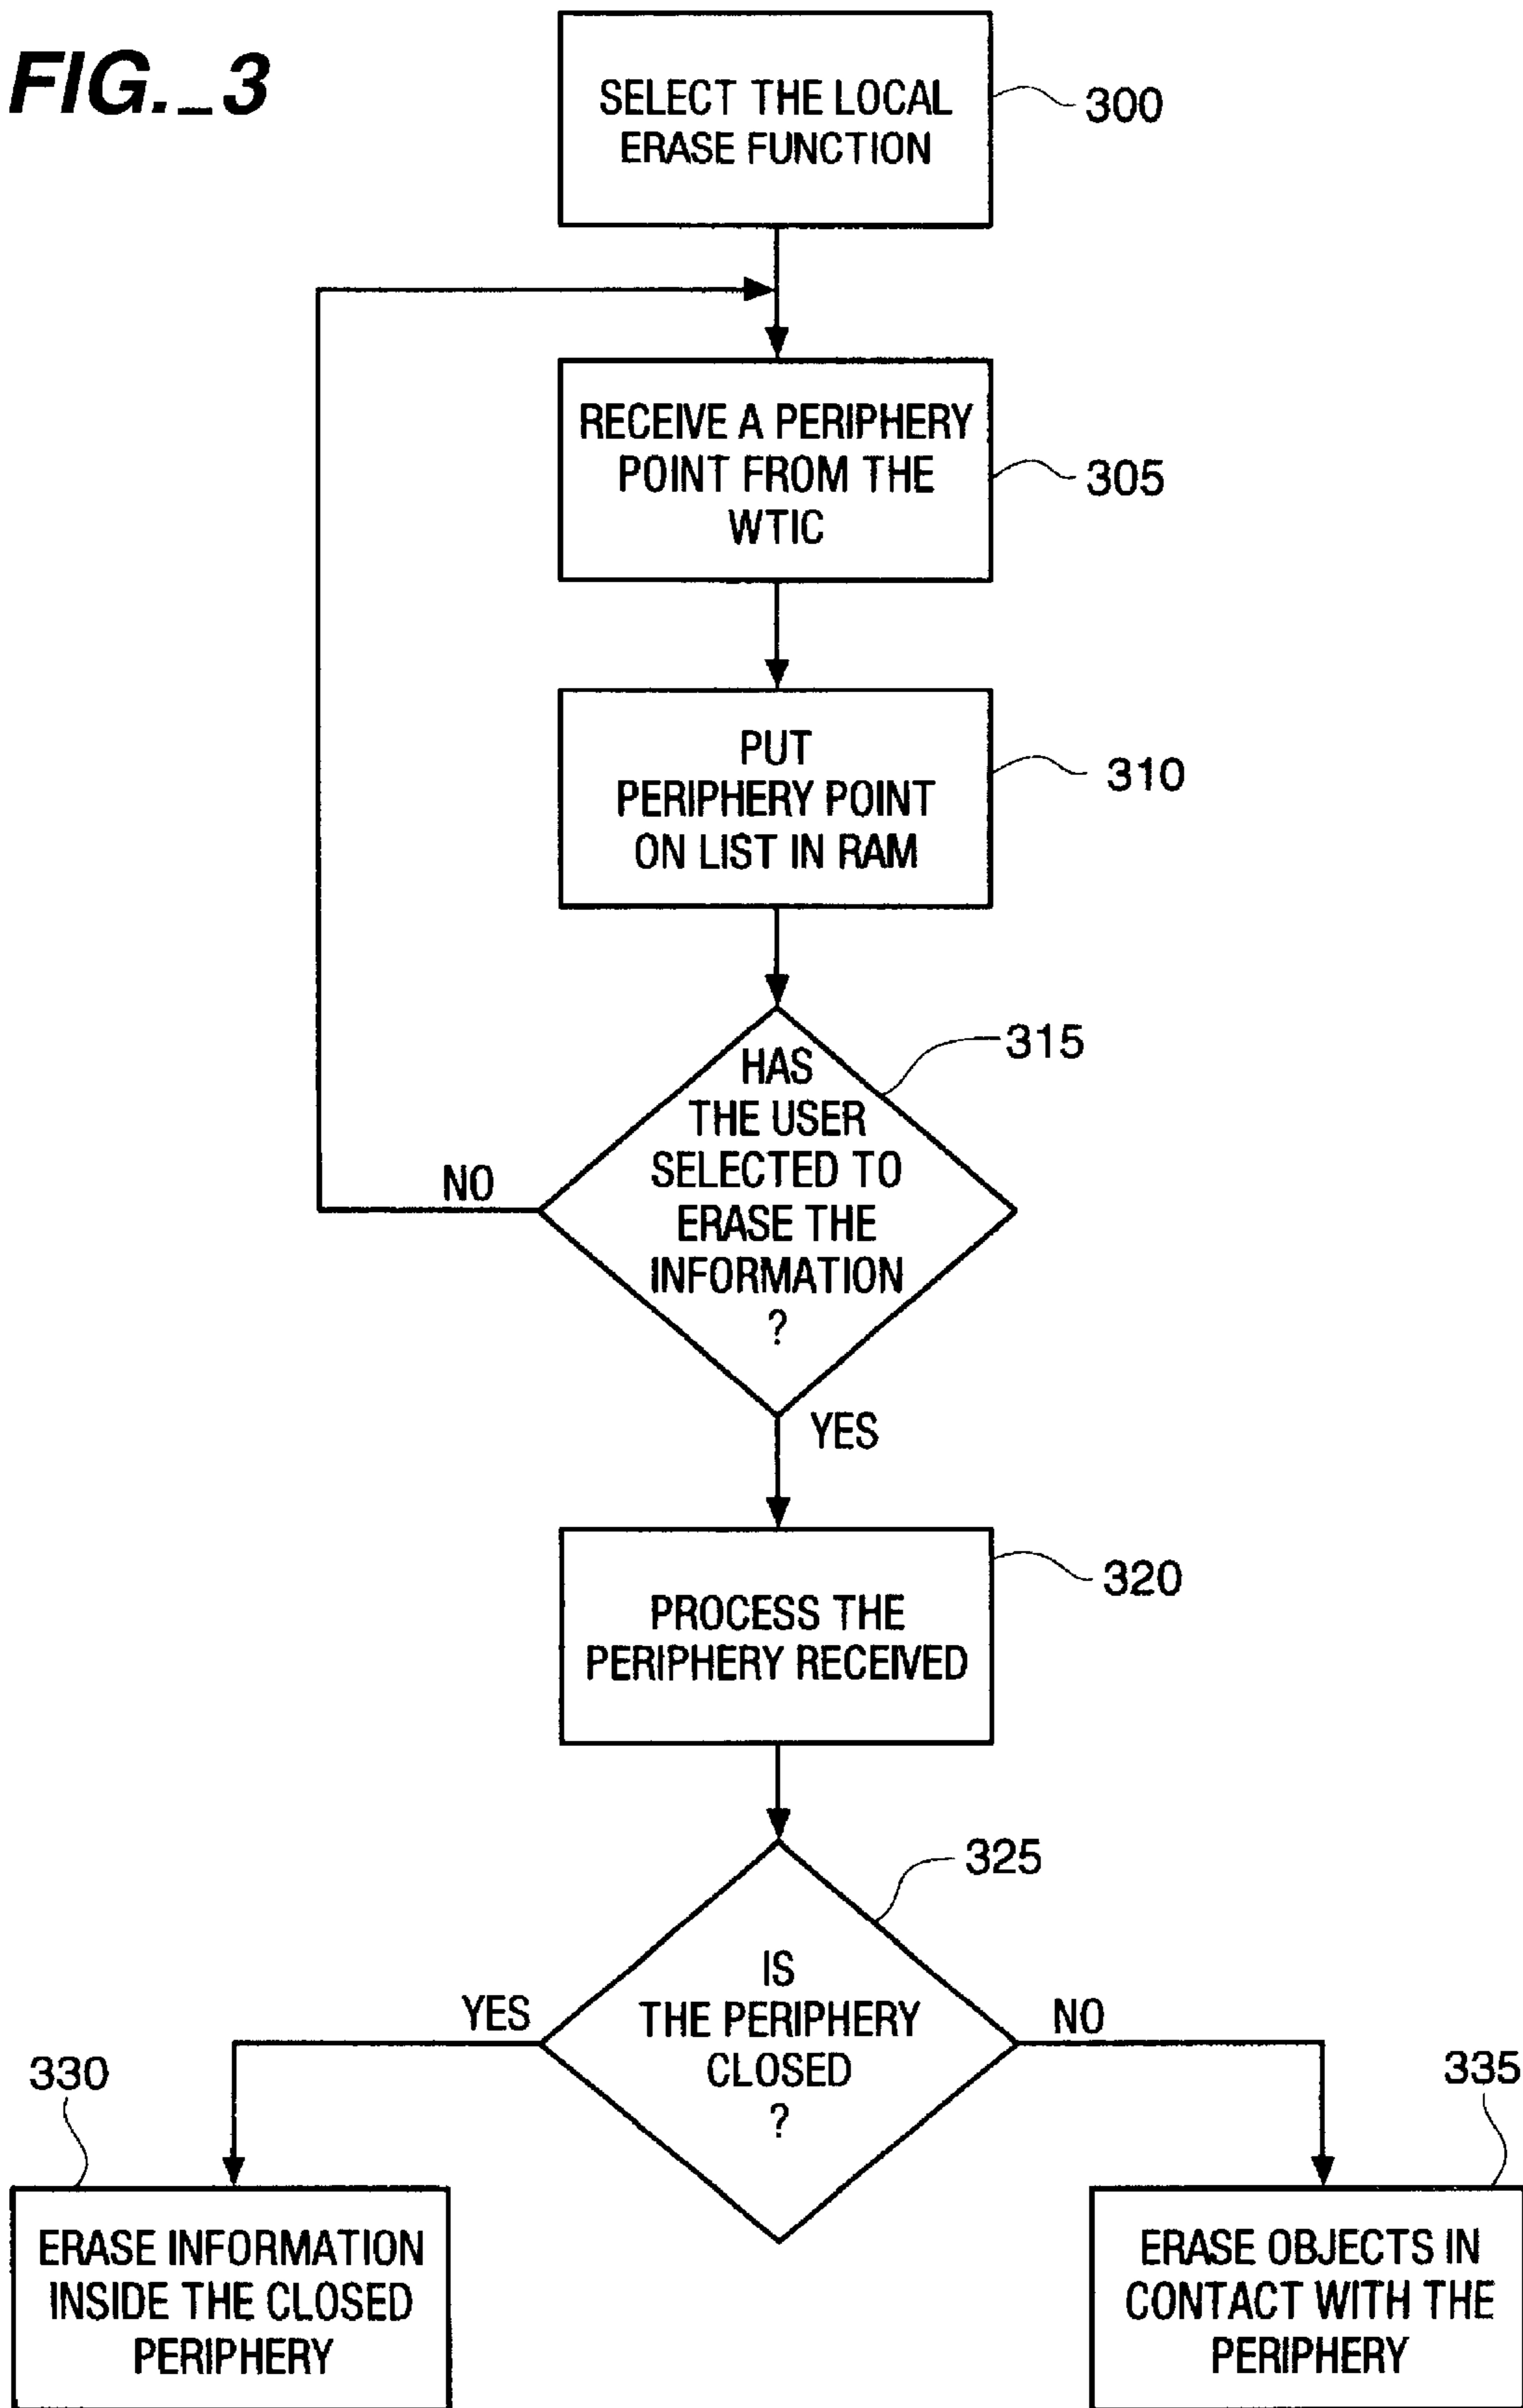 FIG._3
SELECT THE LOCAL
ERASE FUNCTION
300
RECEIVE A PERIPHERY
POINT FROM THE
WTIC
305
PUT
PERIPHERY POINT
ON LIST IN RAM
310
HAS
THE USER
SELECTED TO
ERASE THE
INFORMATION
?
315
NO
YES
PROCESS THE
PERIPHERY RECEIVED
320
IS
THE PERIPHERY
CLOSED
?
325
YES
NO
330
ERASE INFORMATION
INSIDE THE CLOSED
PERIPHERY
335
ERASE OBJECTS IN
CONTACT WITH THE
PERIPHERY